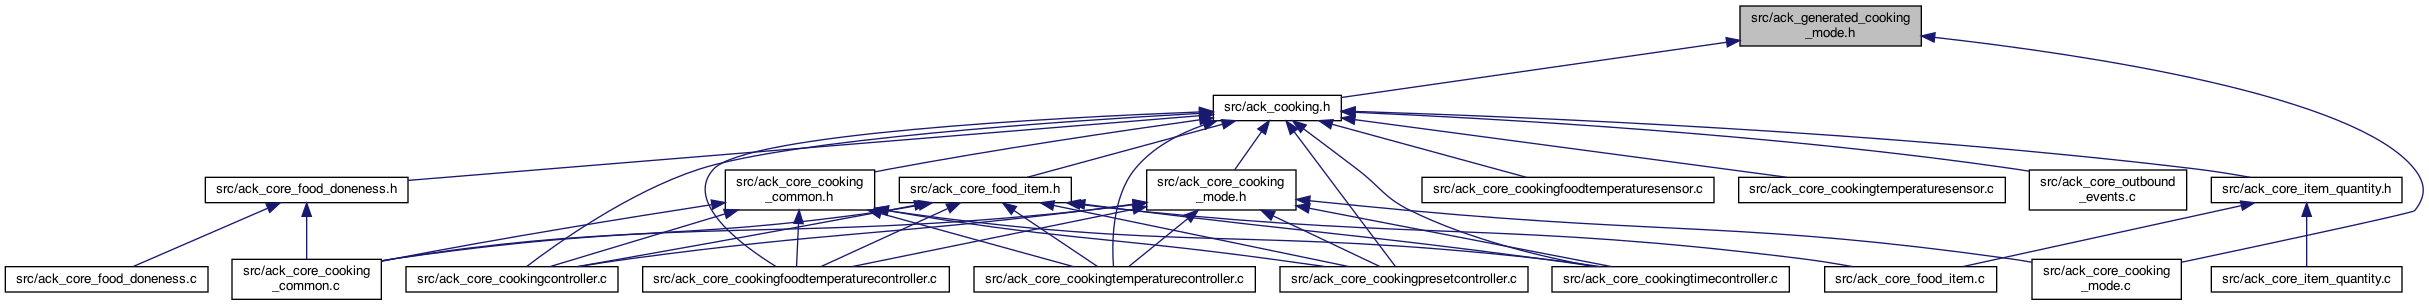 src/ack_generated_cooking
_mode.h
src/ack_cooking.h
src/ack_core_food_doneness.h
src/ack_core_cooking
_common.h
src/ack_core_food_item.h
src/ack_core_cooking
_mode.h
src/ack_core_cookingfoodtemperaturesensor.c
src/ack_core_cookingtemperaturesensor.c
src/ack_core_outbound
_events.c
src/ack_core_item_quantity.h
src/ack_core_food_doneness.c
src/ack_core_cooking
_common.c
src/ack_core_cookingcontroller.c
src/ack_core_cookingfoodtemperaturecontroller.c
src/ack_core_cookingtemperaturecontroller.c
src/ack_core_cookingpresetcontroller.c
src/ack_core_cookingtimecontroller.c
src/ack_core_food_item.c
src/ack_core_cooking
_mode.c
src/ack_core_item_quantity.c